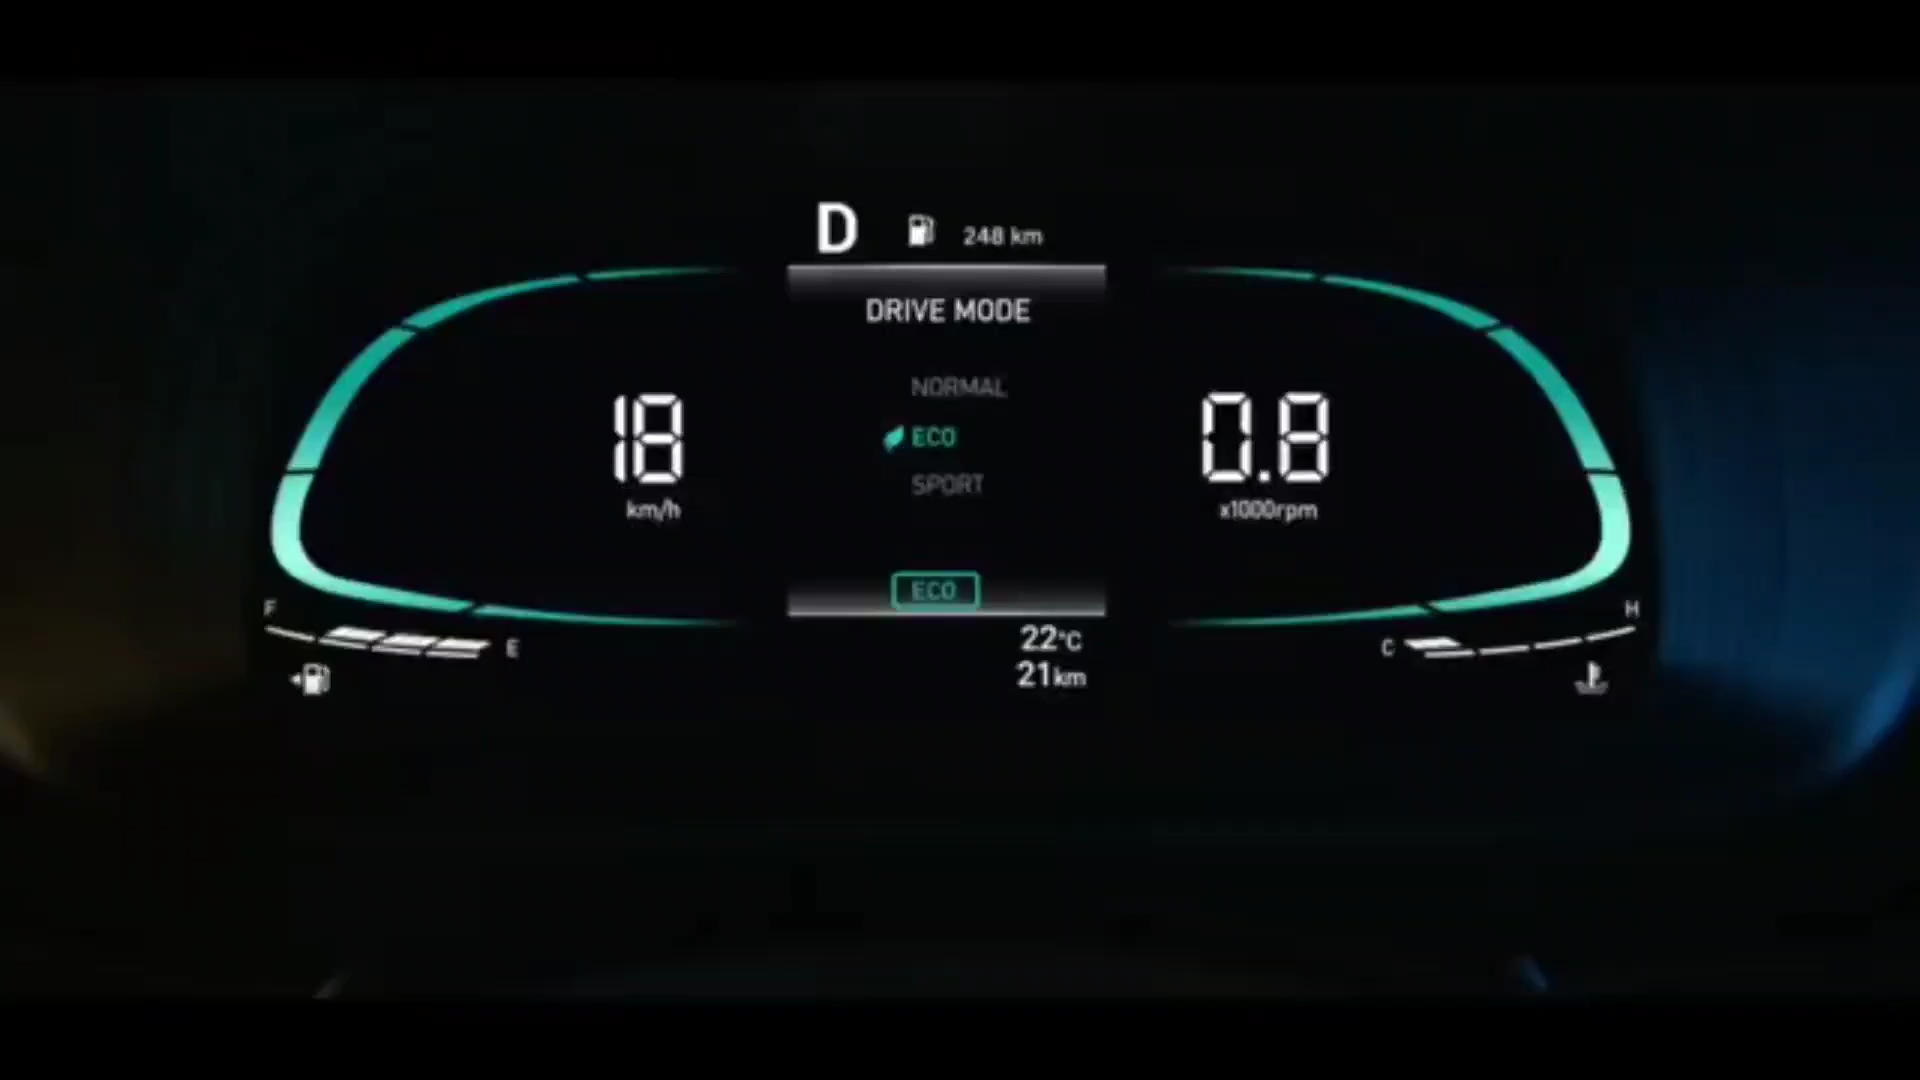 D 248 km
DRIVE MODE
NORMAL
ECO
SPORT
18
km/h
0.8
x1000rpm
ECO
F
E
22°C
21km
C
H